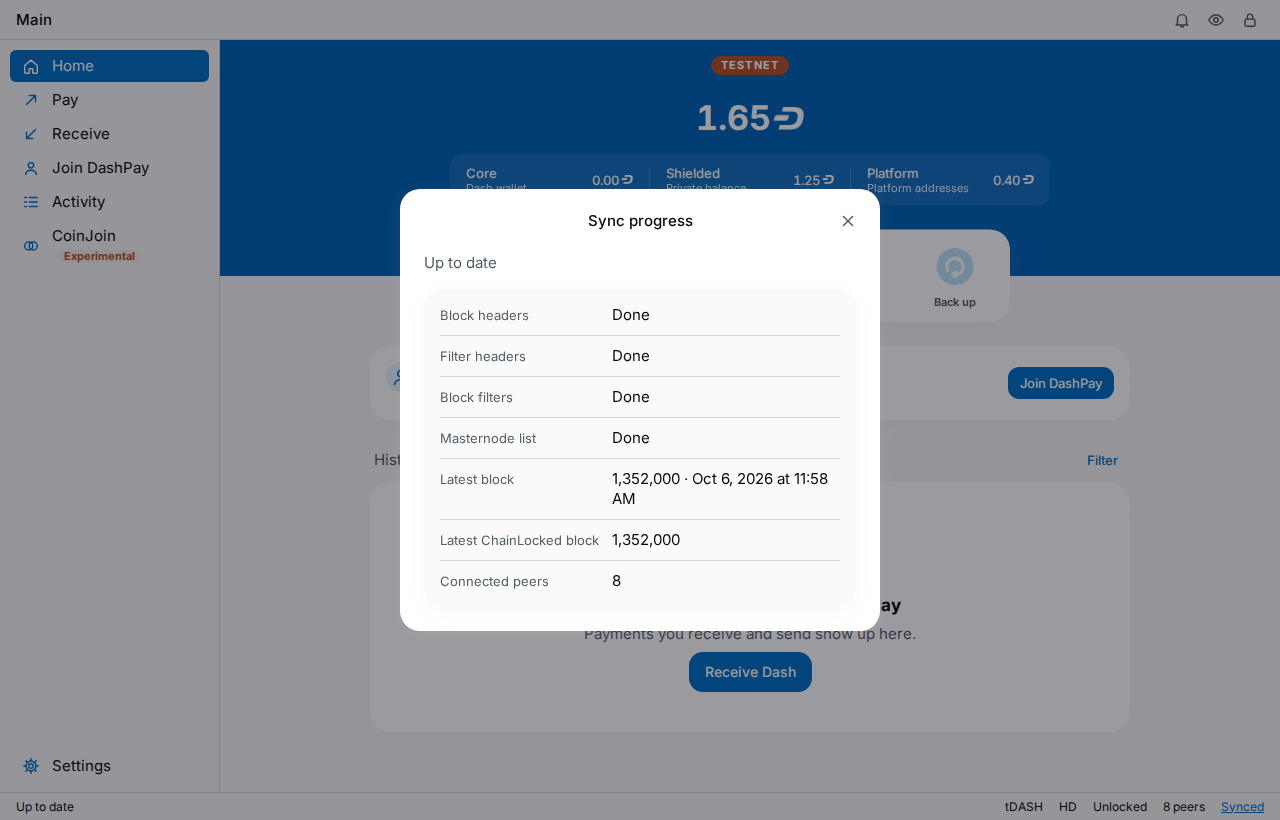 Main
Home
Pay
Receive
Join DashPay
Activity
CoinJoin
Experimental
Settings
TESTNET
1.65
Core
Dash wallet
0.00
Shielded
Private balance
1.25
Platform
Platform addresses
0.40
Back up
Join DashPay
Hist
Filter
Sync progress
Up to date
Block headers Done
Filter headers Done
Block filters Done
Masternode list Done
Latest block 1,352,000 · Oct 6, 2026 at 11:58
AM
Latest ChainLocked block 1,352,000
Connected peers 8
ay
Payments you receive and send show up here.
Receive Dash
Up to date
tDASH HD Unlocked 8 peers Synced